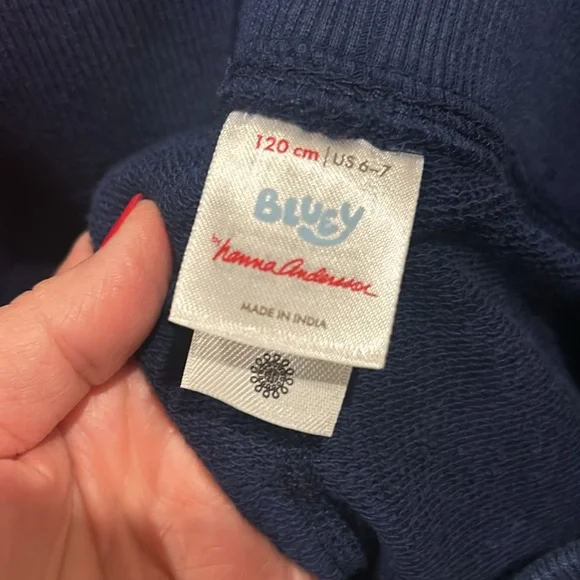 120 cm | US 6-7
BLUEY
by hanna Andersson
MADE IN INDIA